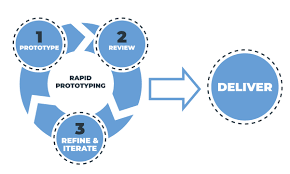 1
PROTOTYPE
2
REVIEW
RAPID
PROTOTYPING
3
REFINE &
ITERATE
DELIVER